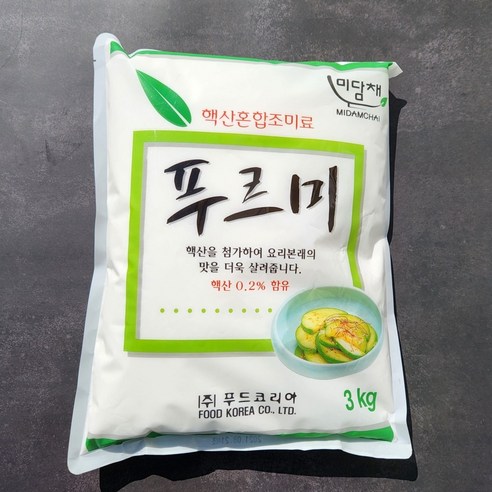 미담채
MIDAMCHAI
핵산혼합조미료
푸르미
핵산을 첨가하여 요리본래의
맛을 더욱 살려줍니다.
핵산 0.2% 함유
(주) 푸드코리아
FOOD KOREA CO., LTD.
3kg